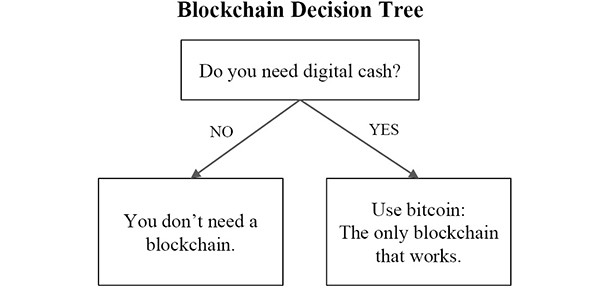 Blockchain Decision Tree
Do you need digital cash?
NO
YES
You don’t need a
blockchain.
Use bitcoin:
The only blockchain
that works.